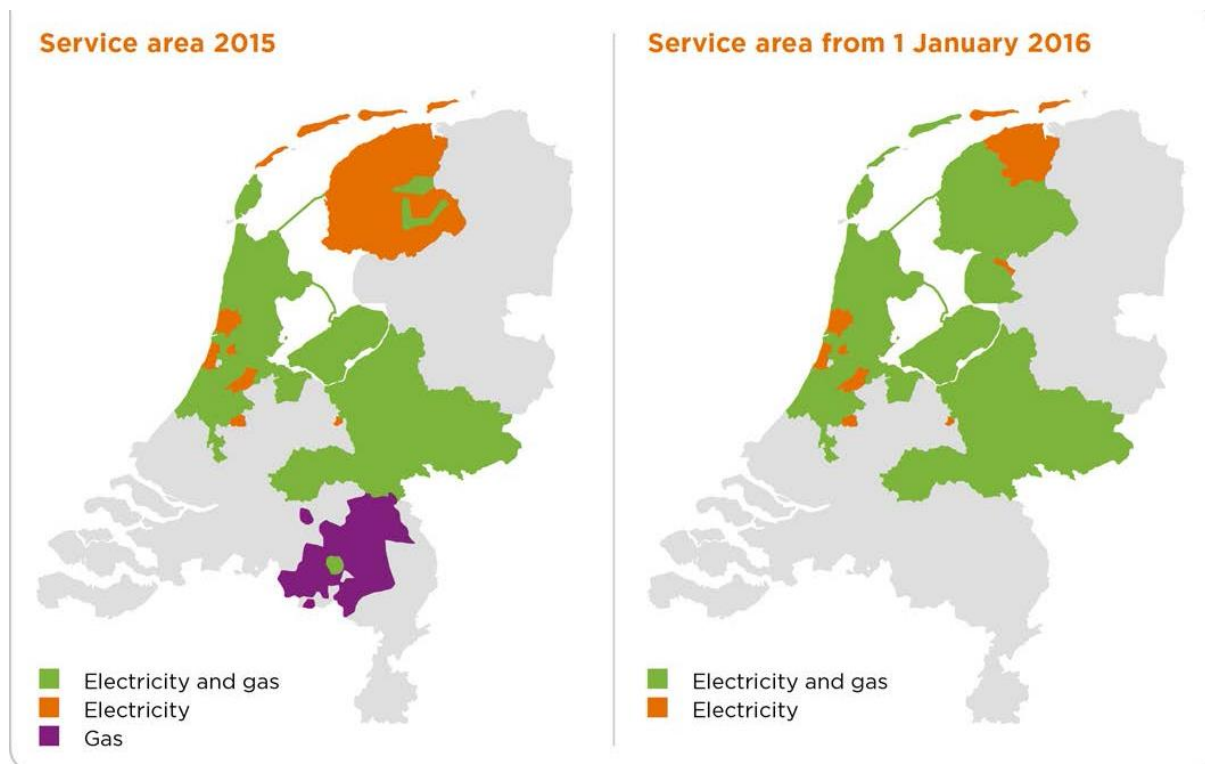 Service area 2015
Electricity and gas
Electricity
Gas
Service area from 1 January 2016
Electricity and gas
Electricity